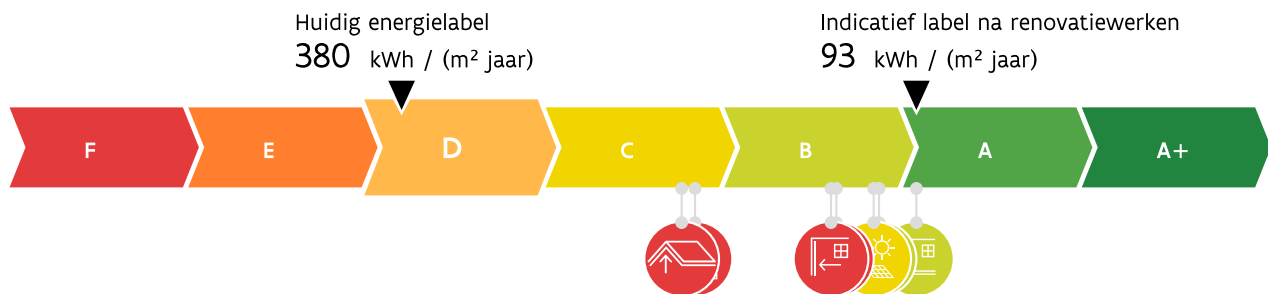 Huidig energielabel
380 kWh / (m² jaar)
Indicatief label na renovatiewerken
93 kWh / (m² jaar)
F E D C B A A+